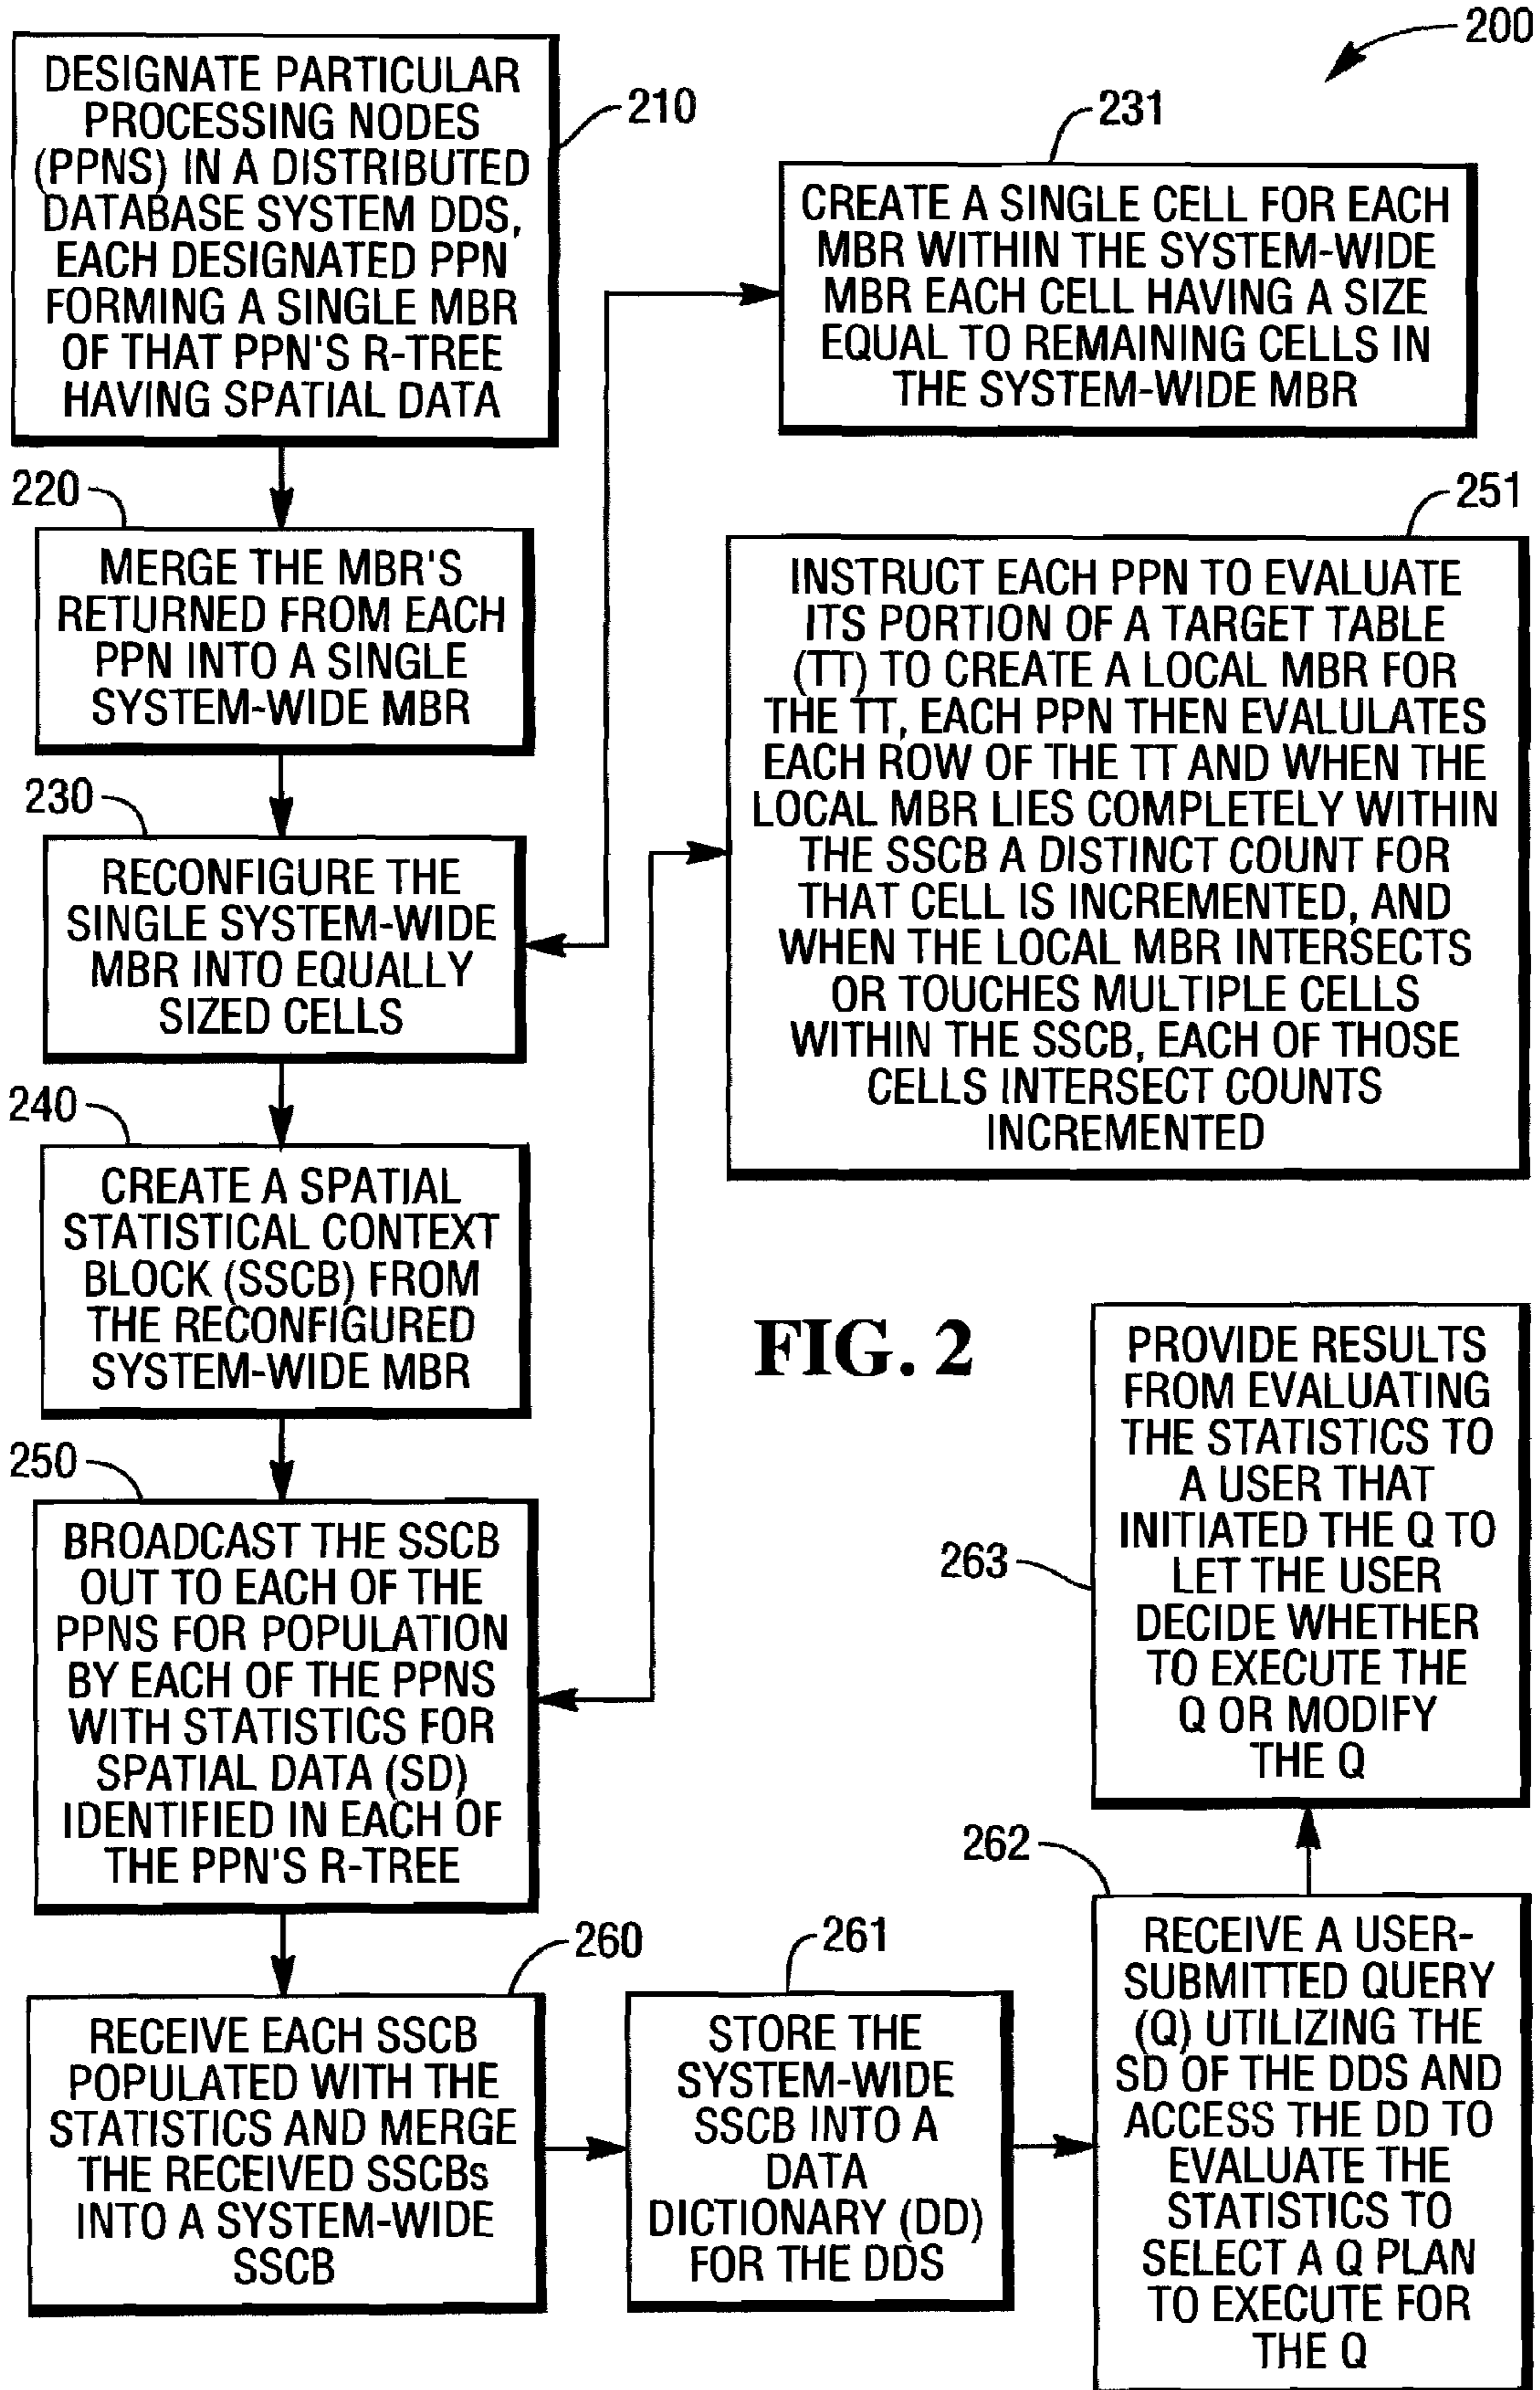 200
DESIGNATE PARTICULAR
PROCESSING NODES
(PPNS) IN A DISTRIBUTED
DATABASE SYSTEM DDS,
EACH DESIGNATED PPN
FORMING A SINGLE MBR
OF THAT PPN'S R-TREE
HAVING SPATIAL DATA
210
231
CREATE A SINGLE CELL FOR EACH
MBR WITHIN THE SYSTEM-WIDE
MBR EACH CELL HAVING A SIZE
EQUAL TO REMAINING CELLS IN
THE SYSTEM-WIDE MBR
220
MERGE THE MBR'S
RETURNED FROM EACH
PPN INTO A SINGLE
SYSTEM-WIDE MBR
251
INSTRUCT EACH PPN TO EVALUATE
ITS PORTION OF A TARGET TABLE
(TT) TO CREATE A LOCAL MBR FOR
THE TT, EACH PPN THEN EVALULATES
EACH ROW OF THE TT AND WHEN THE
LOCAL MBR LIES COMPLETELY WITHIN
THE SSCB A DISTINCT COUNT FOR
THAT CELL IS INCREMENTED, AND
WHEN THE LOCAL MBR INTERSECTS
OR TOUCHES MULTIPLE CELLS
WITHIN THE SSCB, EACH OF THOSE
CELLS INTERSECT COUNTS
INCREMENTED
230
RECONFIGURE THE
SINGLE SYSTEM-WIDE
MBR INTO EQUALLY
SIZED CELLS
240
CREATE A SPATIAL
STATISTICAL CONTEXT
BLOCK (SSCB) FROM
THE RECONFIGURED
SYSTEM-WIDE MBR
FIG. 2
250
BROADCAST THE SSCB
OUT TO EACH OF THE
PPNS FOR POPULATION
BY EACH OF THE PPNS
WITH STATISTICS FOR
SPATIAL DATA (SD)
IDENTIFIED IN EACH OF
THE PPN'S R-TREE
260
RECEIVE EACH SSCB
POPULATED WITH THE
STATISTICS AND MERGE
THE RECEIVED SSCBs
INTO A SYSTEM-WIDE
SSCB
261
STORE THE
SYSTEM-WIDE
SSCB INTO A
DATA
DICTIONARY (DD)
FOR THE DDS
262
RECEIVE A USER-
SUBMITTED QUERY
(Q) UTILIZING THE
SD OF THE DDS AND
ACCESS THE DD TO
EVALUATE THE
STATISTICS TO
SELECT A Q PLAN
TO EXECUTE FOR
THE Q
263
PROVIDE RESULTS
FROM EVALUATING
THE STATISTICS TO
A USER THAT
INITIATED THE Q TO
LET THE USER
DECIDE WHETHER
TO EXECUTE THE
Q OR MODIFY
THE Q